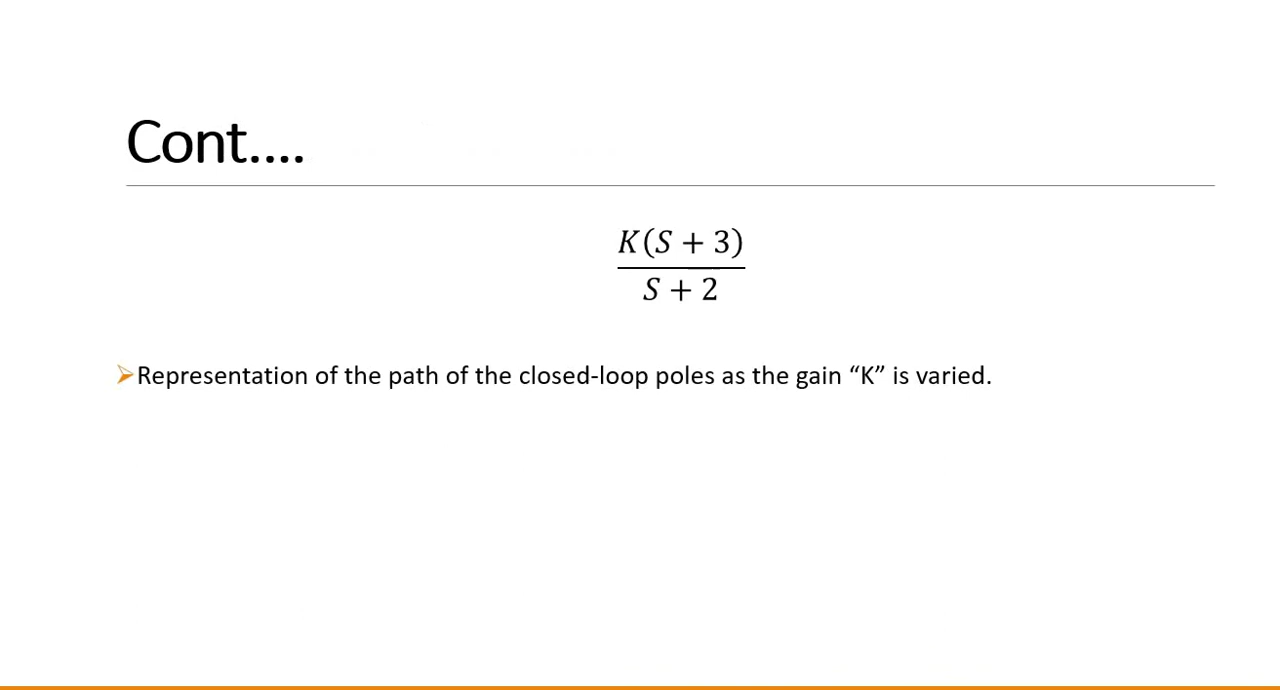 Cont....
K(S + 3)
S + 2
Representation of the path of the closed-loop poles as the gain “K” is varied.